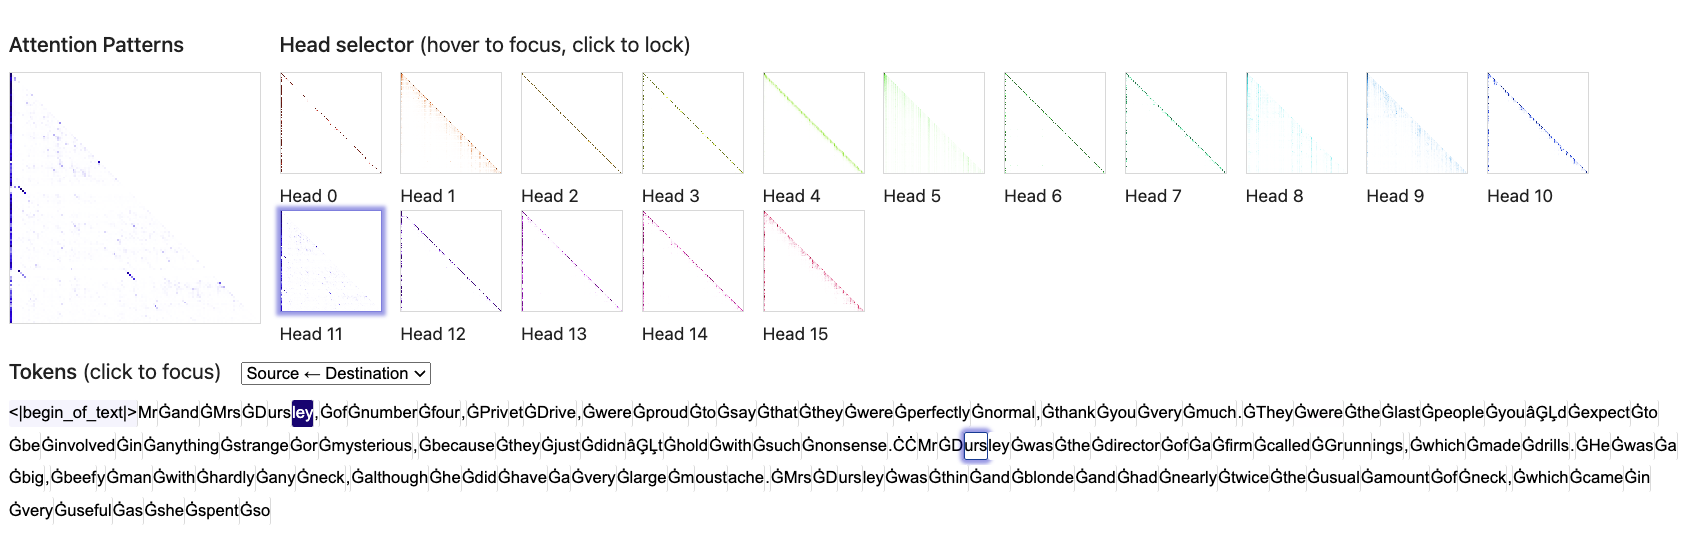 Attention Patterns
Head selector (hover to focus, click to lock)
Head 0 Head 1 Head 2 Head 3 Head 4 Head 5 Head 6 Head 7 Head 8 Head 9 Head 10
Head 11 Head 12 Head 13 Head 14 Head 15
Tokens (click to focus) Source ← Destination
<|begin_of_text|>MrĠandĠMrsĠDursley,ĠofĠnumberĠfour,ĠPrivetĠDrive,ĠwereĠproudĠtoĠsayĠthatĠtheyĠwereĠperfectlyĠnormal,ĠthankĠyouĠveryĠmuch.ĠTheyĠwereĠtheĠlastĠpeopleĠyouâĢĻdĠexpectĠto
ĠbeĠinvolvedĠinĠanythingĠstrangeĠorĠmysterious,ĠbecauseĠtheyĠjustĠdidnâĢĻtĠholdĠwithĠsuchĠnonsense.ĊĊMrĠDursleyĠwasĠtheĠdirectorĠofĠaĠfirmĠcalledĠGrunnings,ĠwhichĠmadeĠdrills.ĠHeĠwasĠa
Ġbig,ĠbeefyĠmanĠwithĠhardlyĠanyĠneck,ĠalthoughĠheĠdidĠhaveĠaĠveryĠlargeĠmoustache.ĠMrsĠDursleyĠwasĠthinĠandĠblondeĠandĠhadĠnearlyĠtwiceĠtheĠusualĠamountĠofĠneck,ĠwhichĠcameĠin
ĠveryĠusefulĠasĠsheĠspentĠso